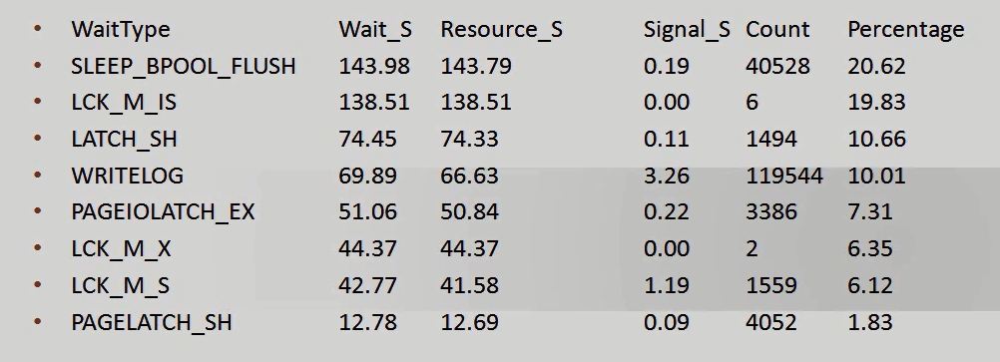 • WaitType Wait_S Resource_S Signal_S Count Percentage
• SLEEP_BPOOL_FLUSH 143.98 143.79 0.19 40528 20.62
• LCK_M_IS 138.51 138.51 0.00 6 19.83
• LATCH_SH 74.45 74.33 0.11 1494 10.66
• WRITELOG 69.89 66.63 3.26 119544 10.01
• PAGEIOLATCH_EX 51.06 50.84 0.22 3386 7.31
• LCK_M_X 44.37 44.37 0.00 2 6.35
• LCK_M_S 42.77 41.58 1.19 1559 6.12
• PAGELATCH_SH 12.78 12.69 0.09 4052 1.83